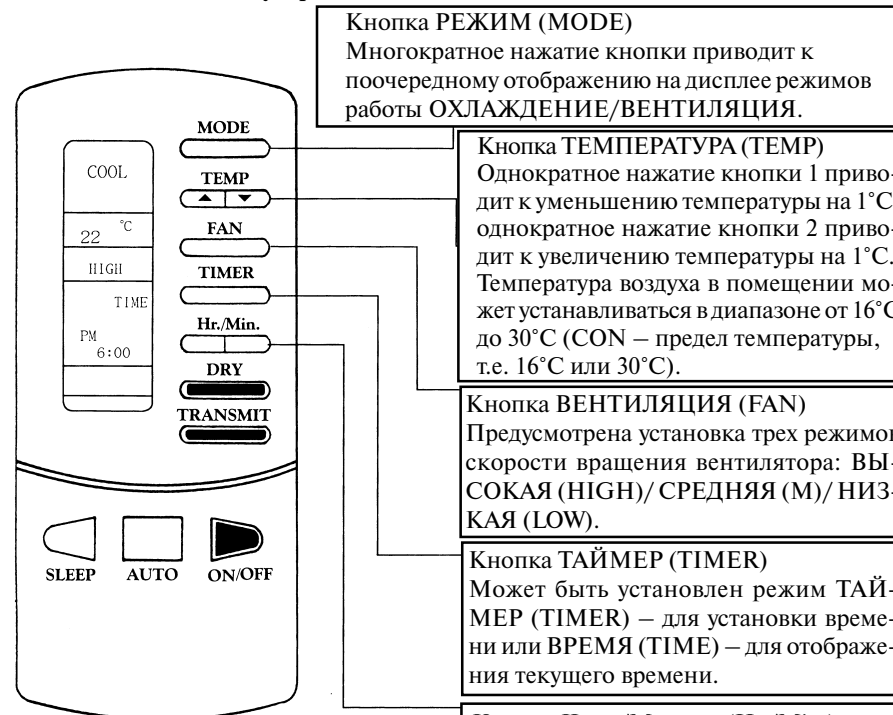 Кнопка РЕЖИМ (MODE)
Многократное нажатие кнопки приводит к
поочередному отображению на дисплее режимов
работы ОХЛАЖДЕНИЕ/ВЕНТИЛЯЦИЯ.
MODE
COOL
TEMP
22 °C
FAN
HIGH
TIMER
TIME
Hr./Min.
PM
6:00
DRY
TRANSMIT
SLEEP AUTO ON/OFF
Кнопка ТЕМПЕРАТУРА (TEMP)
Однократное нажатие кнопки 1 приво-
дит к уменьшению температуры на 1°C
однократное нажатие кнопки 2 приво-
дит к увеличению температуры на 1°C.
Температура воздуха в помещении мо-
жет устанавливаться в диапазоне от 16°C
до 30°C (CON – предел температуры,
т.е. 16°C или 30°C).
Кнопка ВЕНТИЛЯЦИЯ (FAN)
Предусмотрена установка трех режимов
скорости вращения вентилятора: ВЫ-
СОКАЯ (HIGH)/ СРЕДНЯЯ (M)/ НИЗ-
КАЯ (LOW).
Кнопка ТАЙМЕР (TIMER)
Может быть установлен режим ТАЙ-
МЕР (TIMER) – для установки време-
ни или ВРЕМЯ (TIME) – для отображе-
ния текущего времени.